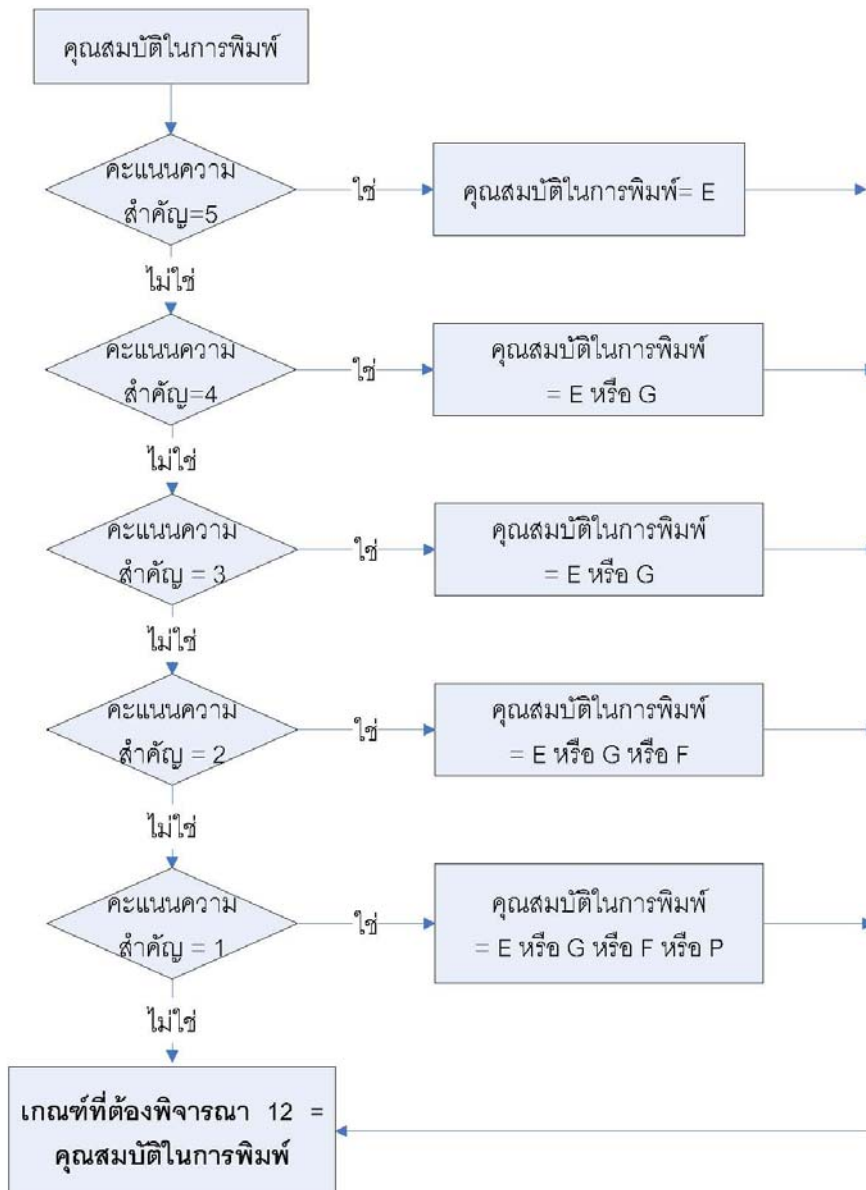 คุณสมบัติในการพิมพ์
คะแนนความ
สำคัญ=5
ใช่
คุณสมบัติในการพิมพ์= E
ไม่ใช่
คะแนนความ
สำคัญ=4
ใช่
คุณสมบัติในการพิมพ์
= E หรือ G
ไม่ใช่
คะแนนความ
สำคัญ = 3
ใช่
คุณสมบัติในการพิมพ์
= E หรือ G
ไม่ใช่
คะแนนความ
สำคัญ = 2
ใช่
คุณสมบัติในการพิมพ์
= E หรือ G หรือ F
ไม่ใช่
คะแนนความ
สำคัญ = 1
ใช่
คุณสมบัติในการพิมพ์
= E หรือ G หรือ F หรือ P
ไม่ใช่
เกณฑ์ที่ต้องพิจารณา 12 =
คุณสมบัติในการพิมพ์